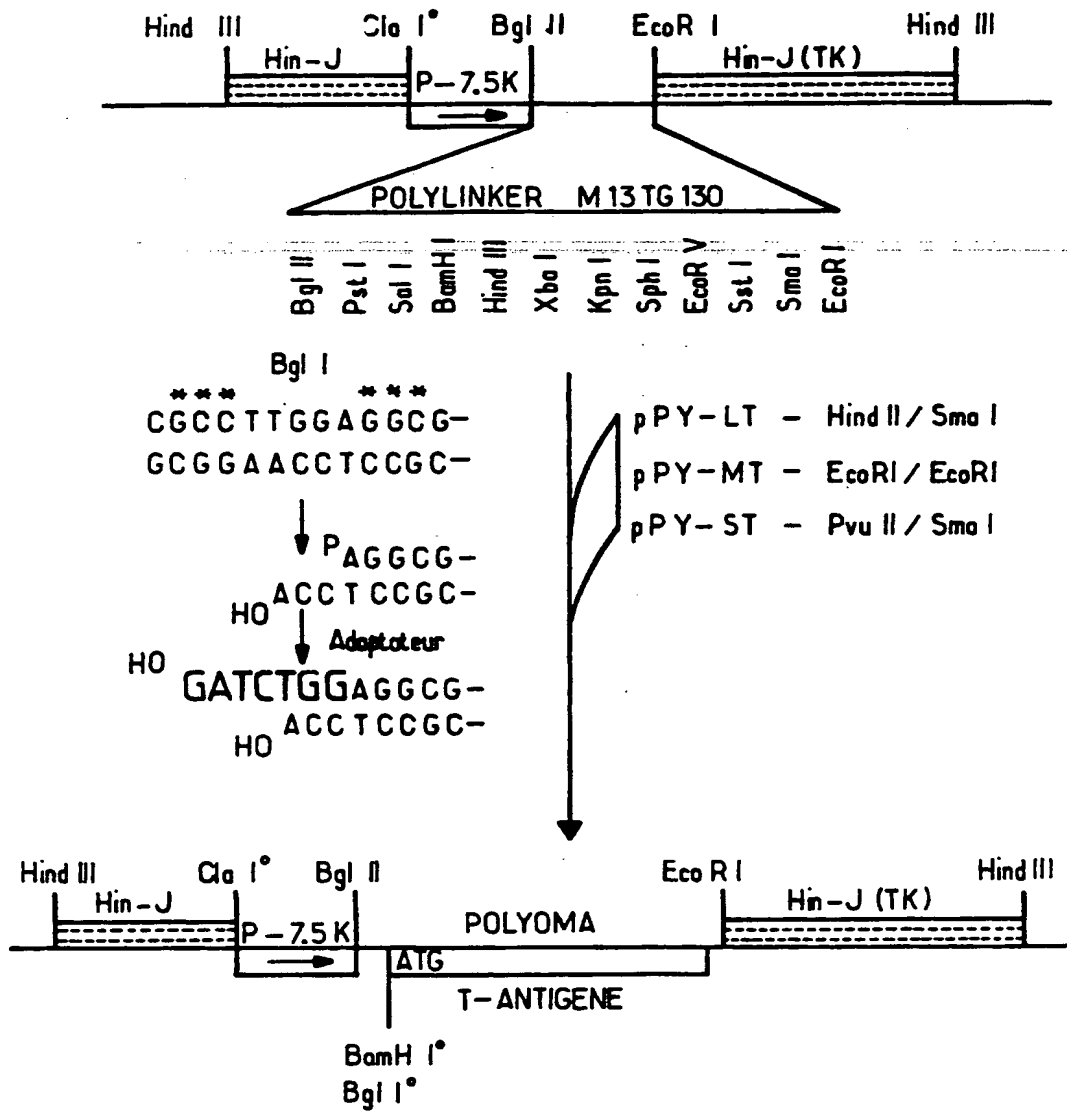 Hind III Cla I° Bgl II EcoR I Hind III
Hin-J P-7.5K Hin-J (TK)
POLYLINKER M13TG130
Bgl II
Pst I
Sal I
BamH I
Hind III
Xba I
Kpn I
Sph I
EcoR V
Sst I
Sma I
EcoR I
Bgl I
*** ***
CGCCTTGGAGGCG-
GCGGAACCTCCGC-
PAGGCG-
HO ACCTCCGC-
Adaptateur
HO GATCTGGAGGCG-
HO ACCTCCGC-
pPY-LT - Hind II / Sma I
pPY-MT - EcoRI / EcoRI
pPY-ST - Pvu II / Sma I
Hind III Cla I° Bgl II Eco R I Hind III
Hin-J P-7.5 K POLYOMA Hin-J (TK)
ATG
T-ANTIGENE
BamH I°
Bgl I°